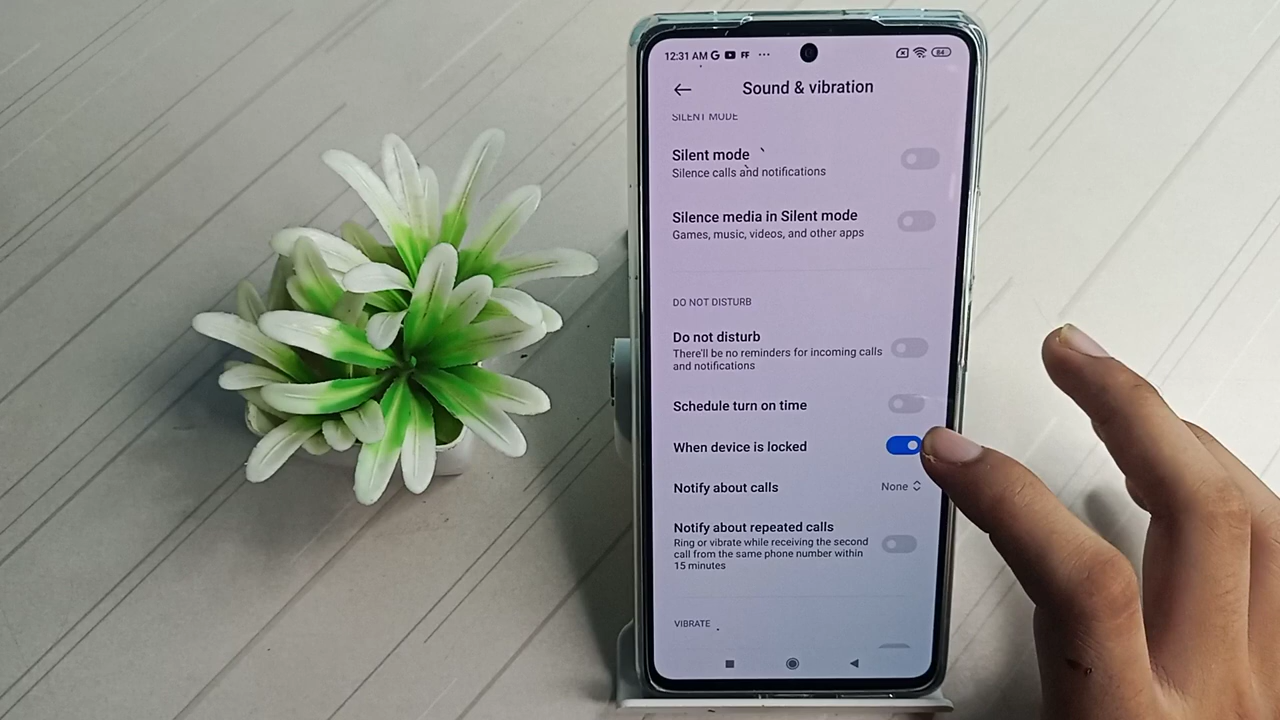 12:31 AM G FF ... 84
Sound & vibration
SILENT MODE
Silent mode
Silence calls and notifications
Silence media in Silent mode
Games, music, videos, and other apps
DO NOT DISTURB
Do not disturb
There'll be no reminders for incoming calls
and notifications
Schedule turn on time
When device is locked
Notify about calls None
Notify about repeated calls
Ring or vibrate while receiving the second
call from the same phone number within
15 minutes
VIBRATE